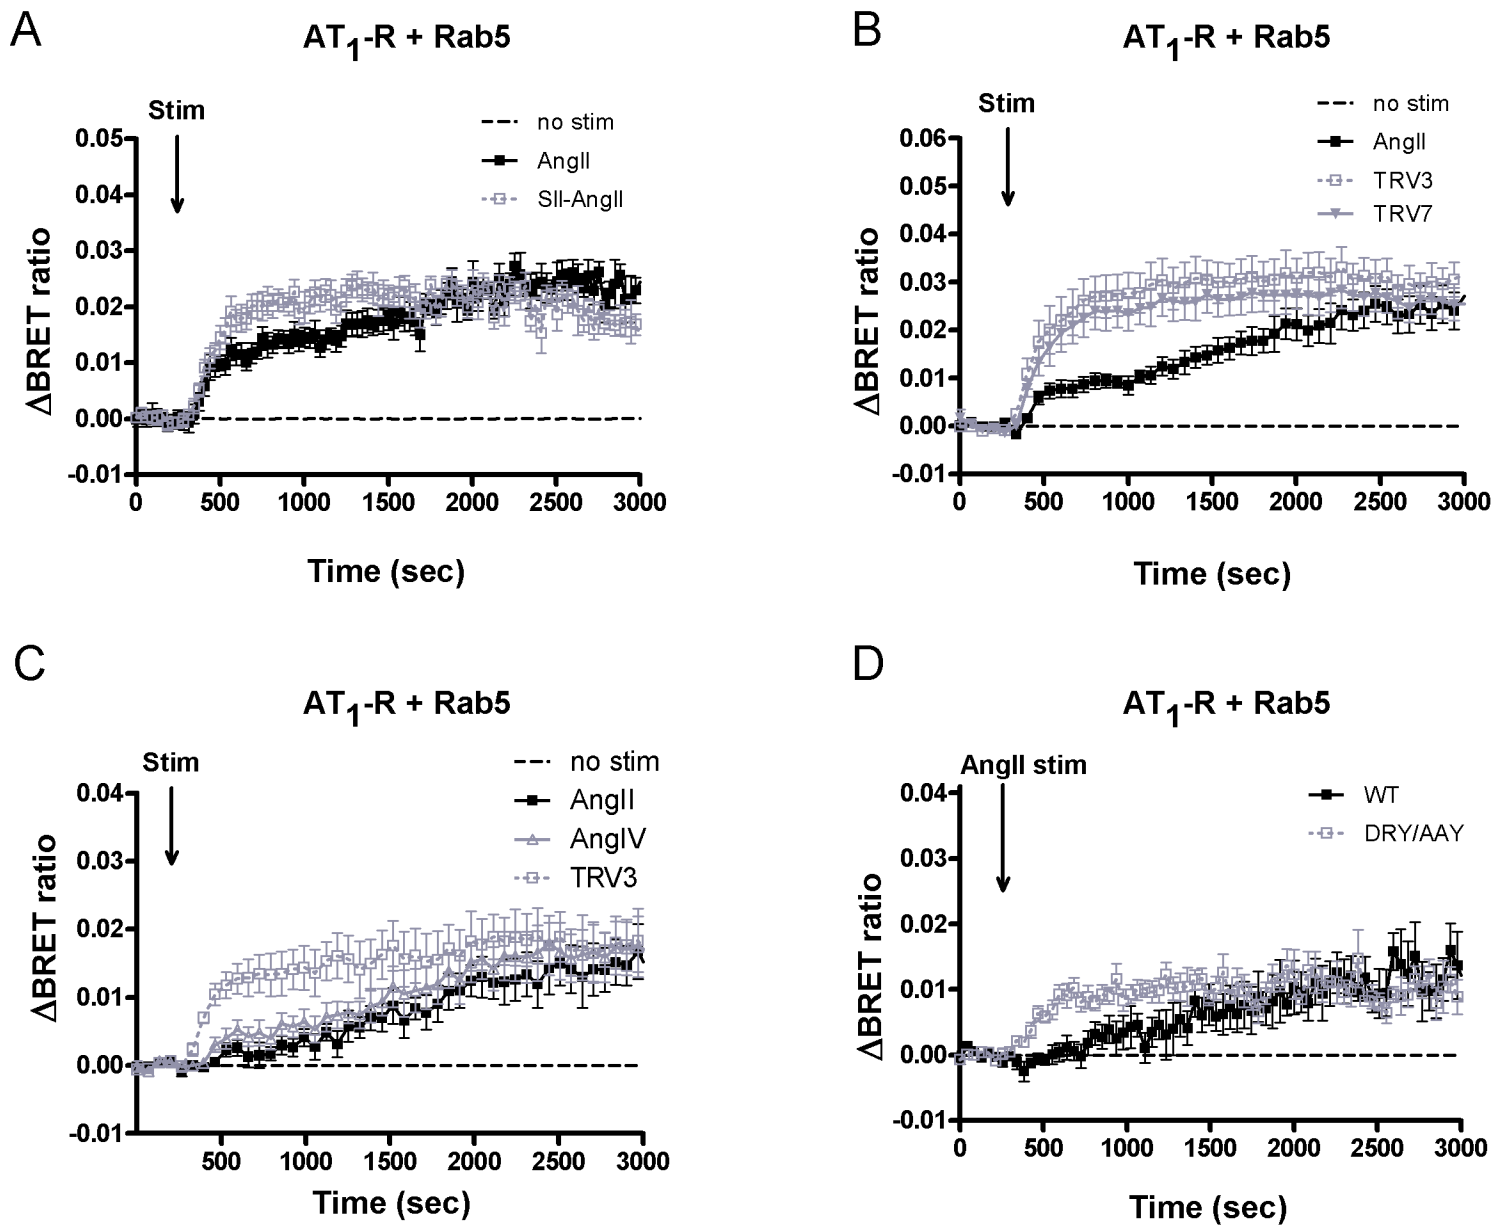 A
AT1-R + Rab5
Stim
no stim
AngII
SII-AngII
0.05
0.04
0.03
0.02
0.01
0.00
-0.01
ΔBRET ratio
0 500 1000 1500 2000 2500 3000
Time (sec)
B
AT1-R + Rab5
Stim
no stim
AngII
TRV3
TRV7
0.06
0.05
0.04
0.03
0.02
0.01
0.00
-0.01
ΔBRET ratio
0 500 1000 1500 2000 2500 3000
Time (sec)
C
AT1-R + Rab5
Stim
no stim
AngII
AngIV
TRV3
0.04
0.03
0.02
0.01
0.00
-0.01
ΔBRET ratio
500 1000 1500 2000 2500 3000
Time (sec)
D
AT1-R + Rab5
AngII stim
WT
DRY/AAY
0.04
0.03
0.02
0.01
0.00
-0.01
ΔBRET ratio
0 500 1000 1500 2000 2500 3000
Time (sec)